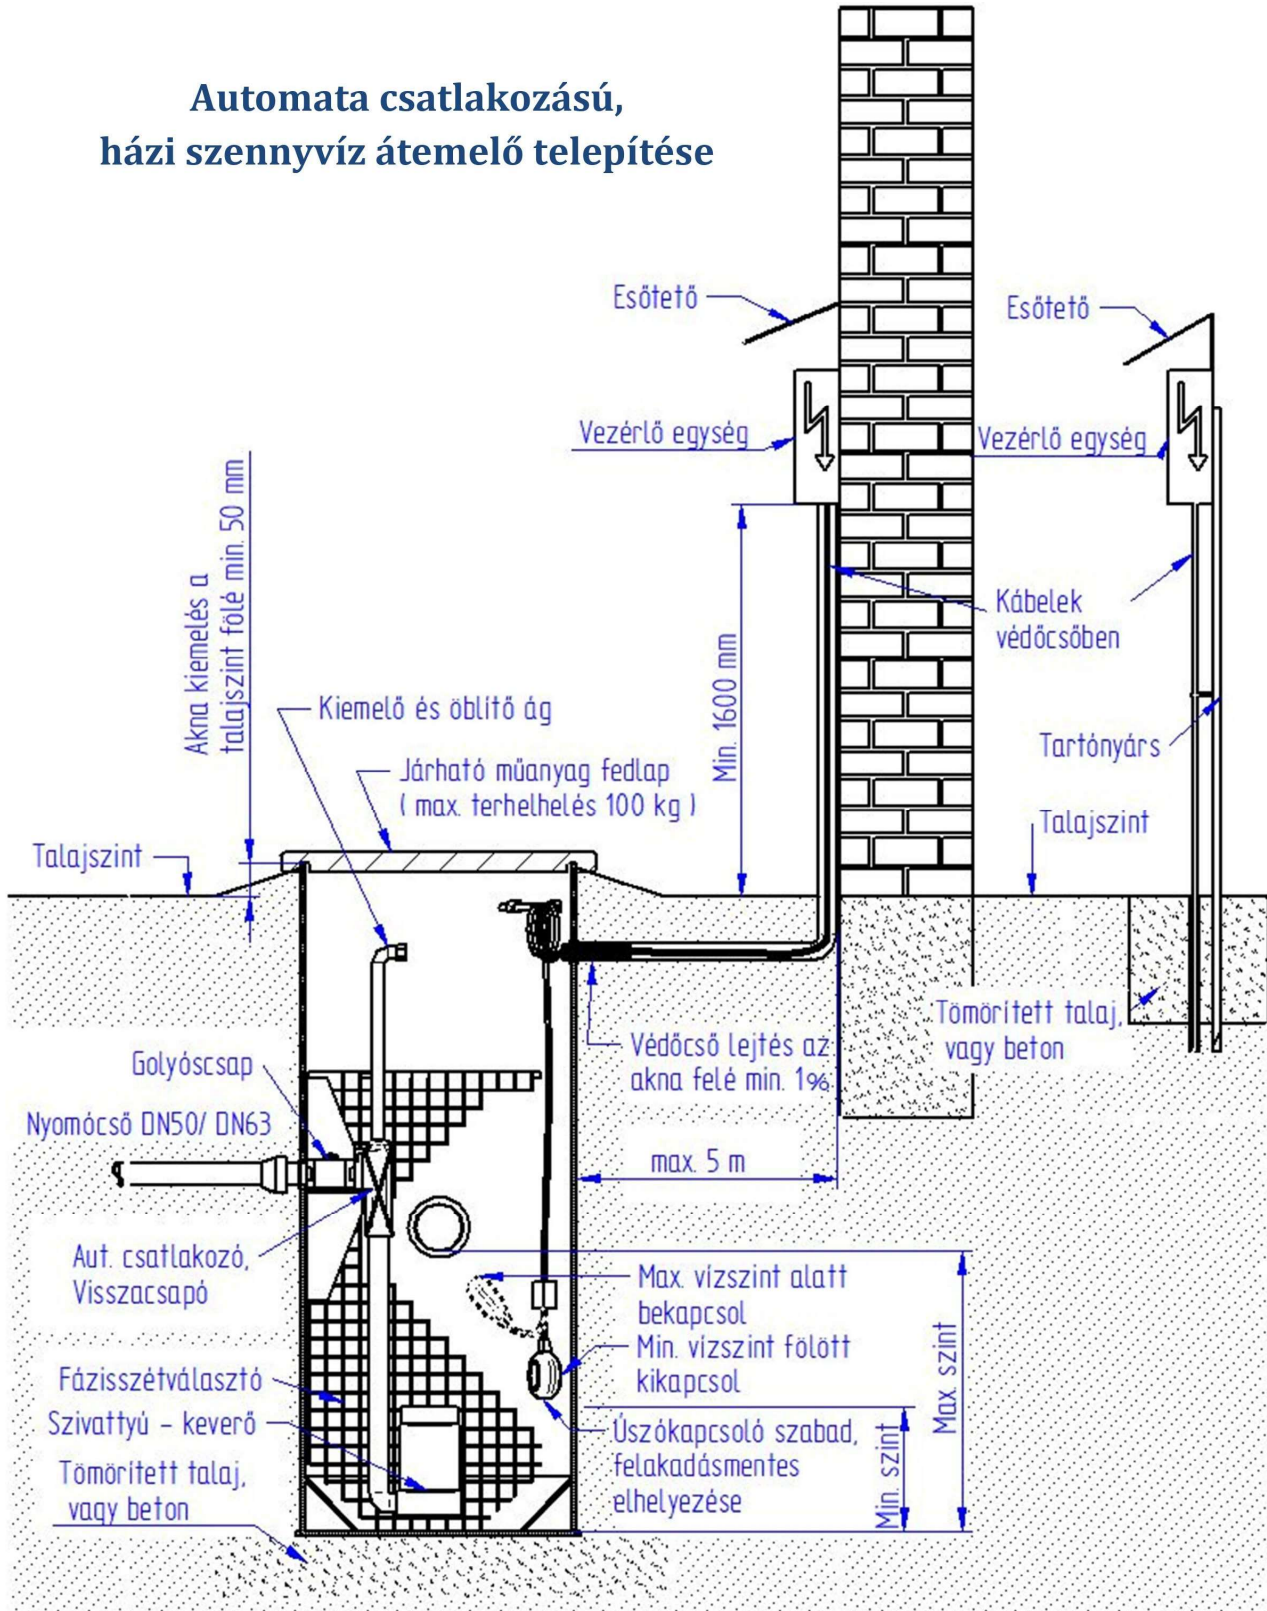 Automata csatlakozású,
házi szennyvíz átemelő telepítése
Esőtető
Esőtető
Vezérlő egység
Vezérlő egység
Akna kiemelés a
talajszint fölé min. 50 mm
Kábelek
védőcsőben
Min. 1600 mm
Kiemelő és öblítő ág
Tartónyárs
Járható műanyag fedlap
( max. terhelhelés 100 kg )
Talajszint
Talajszint
Tömörített talaj,
vagy beton
Védőcső lejtés az
akna felé min. 1%
Golyóscsap
Nyomócső DN50/ DN63
max. 5 m
Aut. csatlakozó,
Visszacsapó
Max. vízszint alatt
bekapcsol
Min. vízszint fölött
kikapcsol
Max. szint
Fázisszétválasztó
Szivattyú - keverő
Úszókapcsoló szabad,
felakadásmentes
elhelyezése
Min. szint
Tömörített talaj,
vagy beton